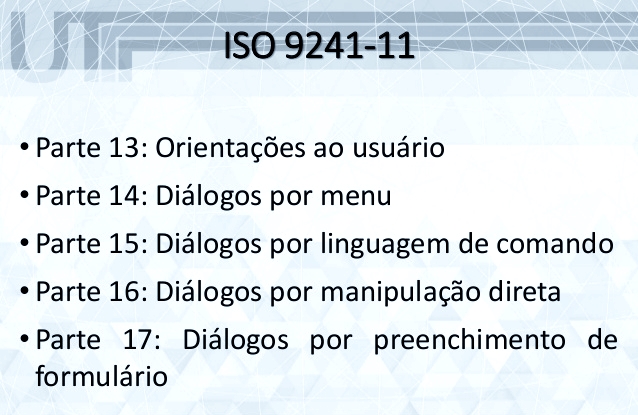 ISO 9241-11
• Parte 13: Orientações ao usuário
• Parte 14: Diálogos por menu
• Parte 15: Diálogos por linguagem de comando
• Parte 16: Diálogos por manipulação direta
• Parte 17: Diálogos por preenchimento de
formulário